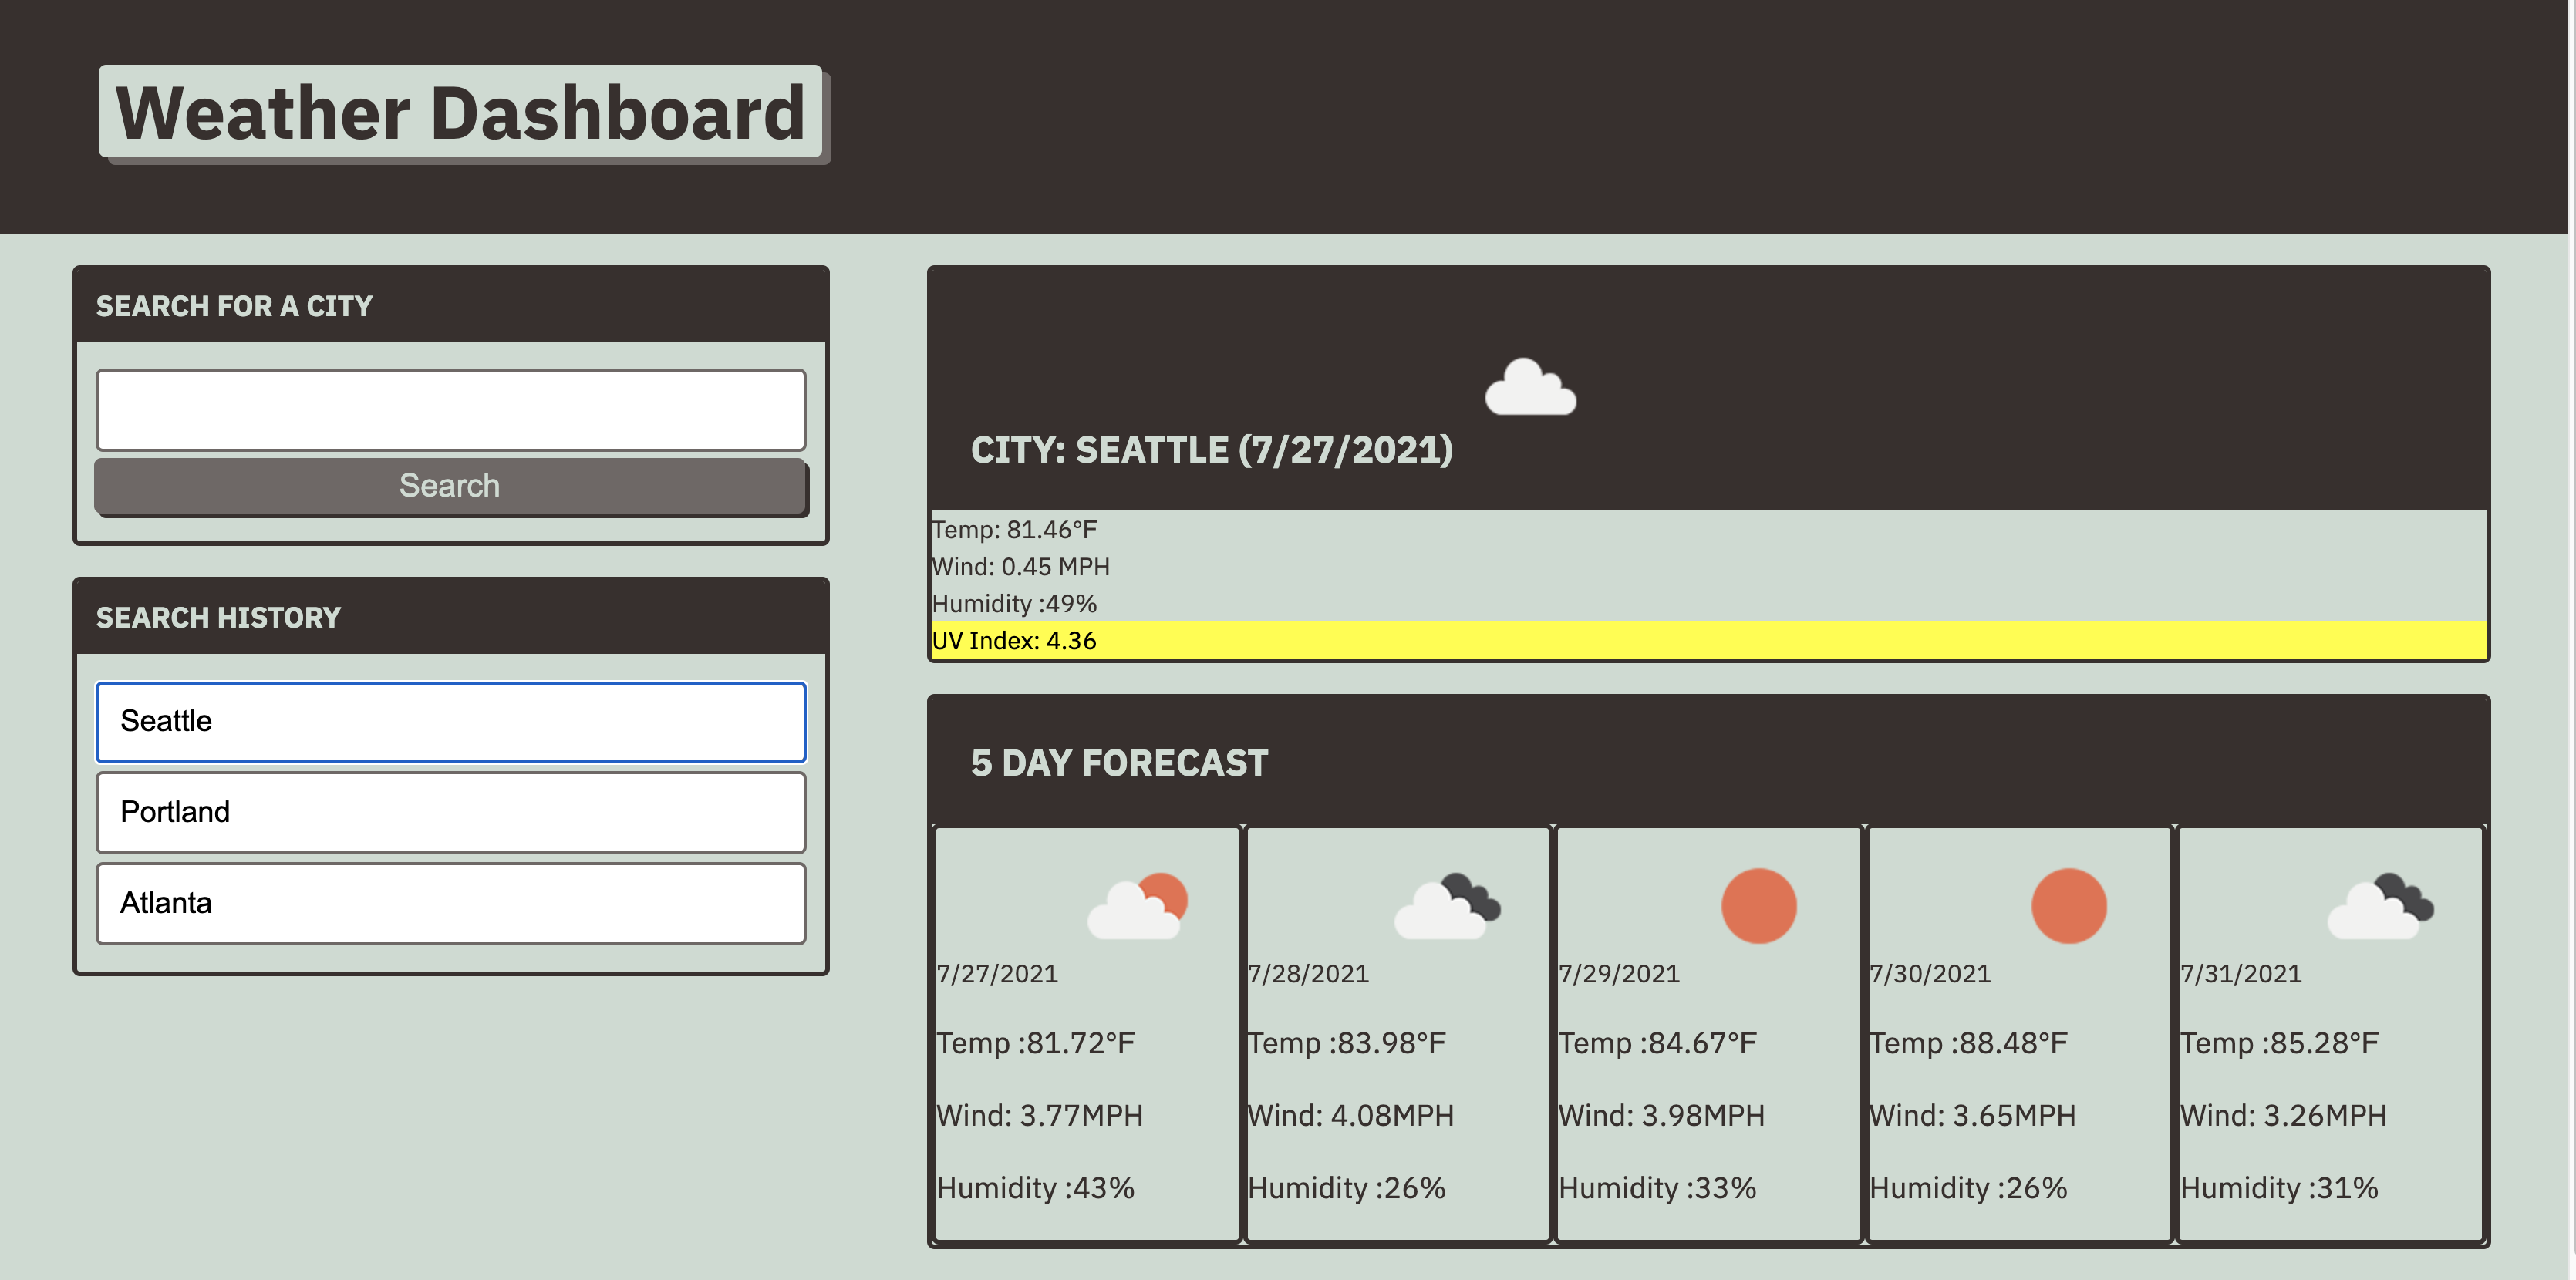 Weather Dashboard
SEARCH FOR A CITY
Search
SEARCH HISTORY
Seattle
Portland
Atlanta
CITY: SEATTLE (7/27/2021)
Temp: 81.46°F
Wind: 0.45 MPH
Humidity :49%
UV Index: 4.36
5 DAY FORECAST
7/27/2021
Temp :81.72°F
Wind: 3.77MPH
Humidity :43%
7/28/2021
Temp :83.98°F
Wind: 4.08MPH
Humidity :26%
7/29/2021
Temp :84.67°F
Wind: 3.98MPH
Humidity :33%
7/30/2021
Temp :88.48°F
Wind: 3.65MPH
Humidity :26%
7/31/2021
Temp :85.28°F
Wind: 3.26MPH
Humidity :31%